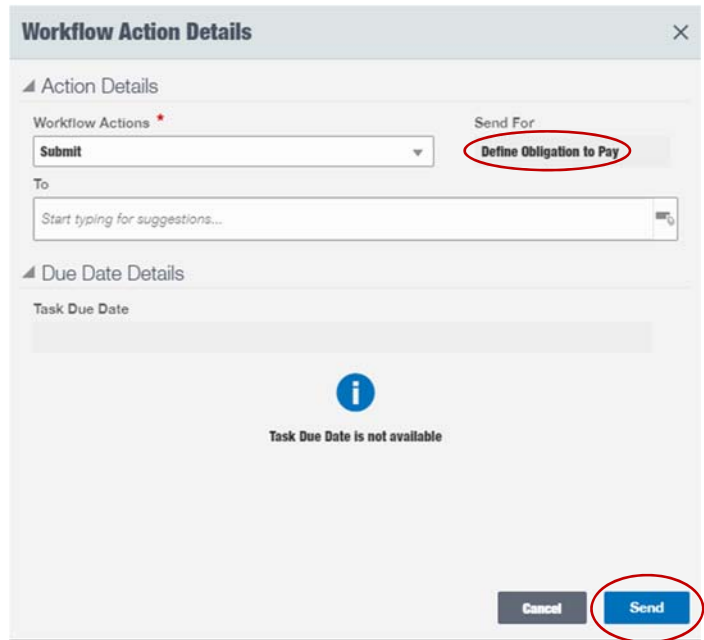 Workflow Action Details
Action Details
Workflow Actions *
Send For
Submit
Define Obligation to Pay
To
Start typing for suggestions...
Due Date Details
Task Due Date
Task Due Date is not available
Cancel
Send